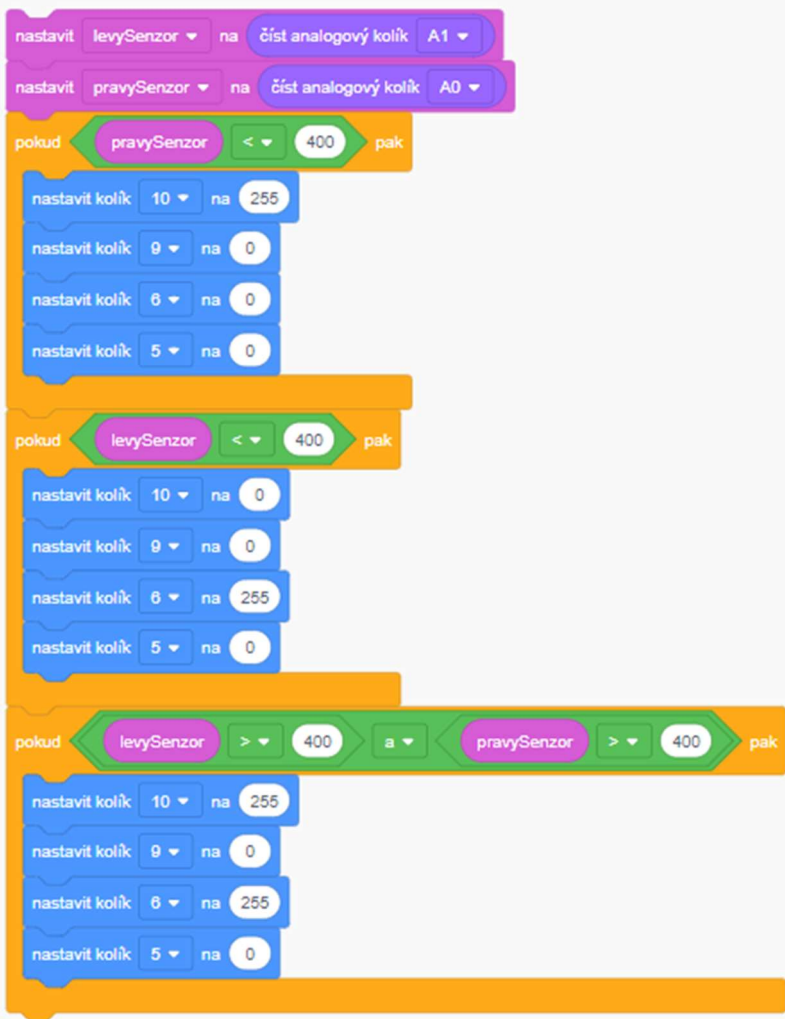 nastavit levySenzor na číst analogový kolík A1
nastavit pravySenzor na číst analogový kolík A0
pokud pravySenzor < 400 pak
nastavit kolík 10 na 255
nastavit kolík 9 na 0
nastavit kolík 6 na 0
nastavit kolík 5 na 0
pokud levySenzor < 400 pak
nastavit kolík 10 na 0
nastavit kolík 9 na 0
nastavit kolík 6 na 255
nastavit kolík 5 na 0
pokud levySenzor > 400 a pravySenzor > 400 pak
nastavit kolík 10 na 255
nastavit kolík 9 na 0
nastavit kolík 6 na 255
nastavit kolík 5 na 0